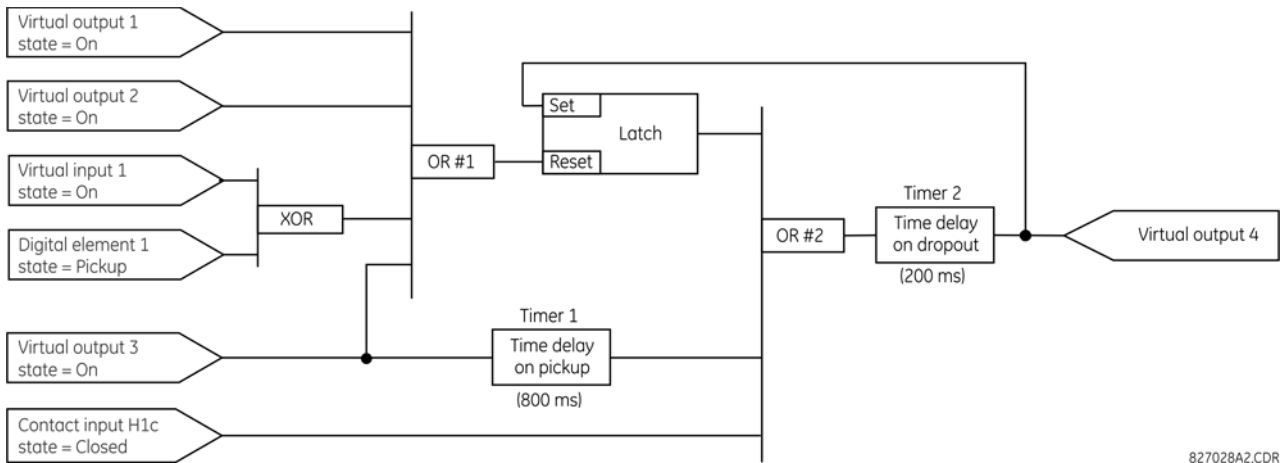 Virtual output 1
state = On
Virtual output 2
state = On
Virtual input 1
state = On
Digital element 1
state = Pickup
Virtual output 3
state = On
Contact input H1c
state = Closed
XOR
OR #1
Set
Latch
Reset
Timer 1
Time delay
on pickup
(800 ms)
OR #2
Timer 2
Time delay
on dropout
(200 ms)
Virtual output 4
827028A2.CDR